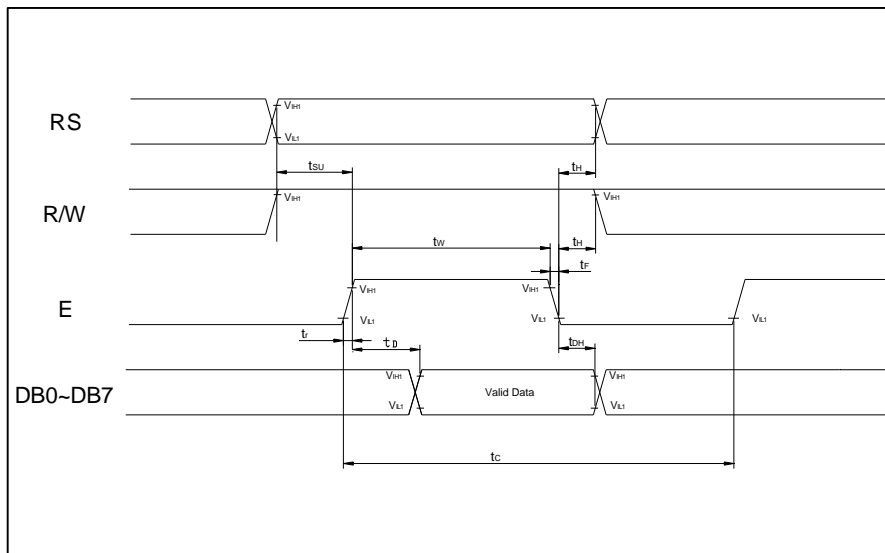 RS
VIH1
VIL1
tSU
tH
R/W
VIH1
VIH1
tW
tH
tF
E
VIH1
VIH1
VIL1
VIL1
VIL1
tr
tD
tDH
DB0~DB7
VIH1
VIH1
Valid Data
VIL1
VIL1
tC